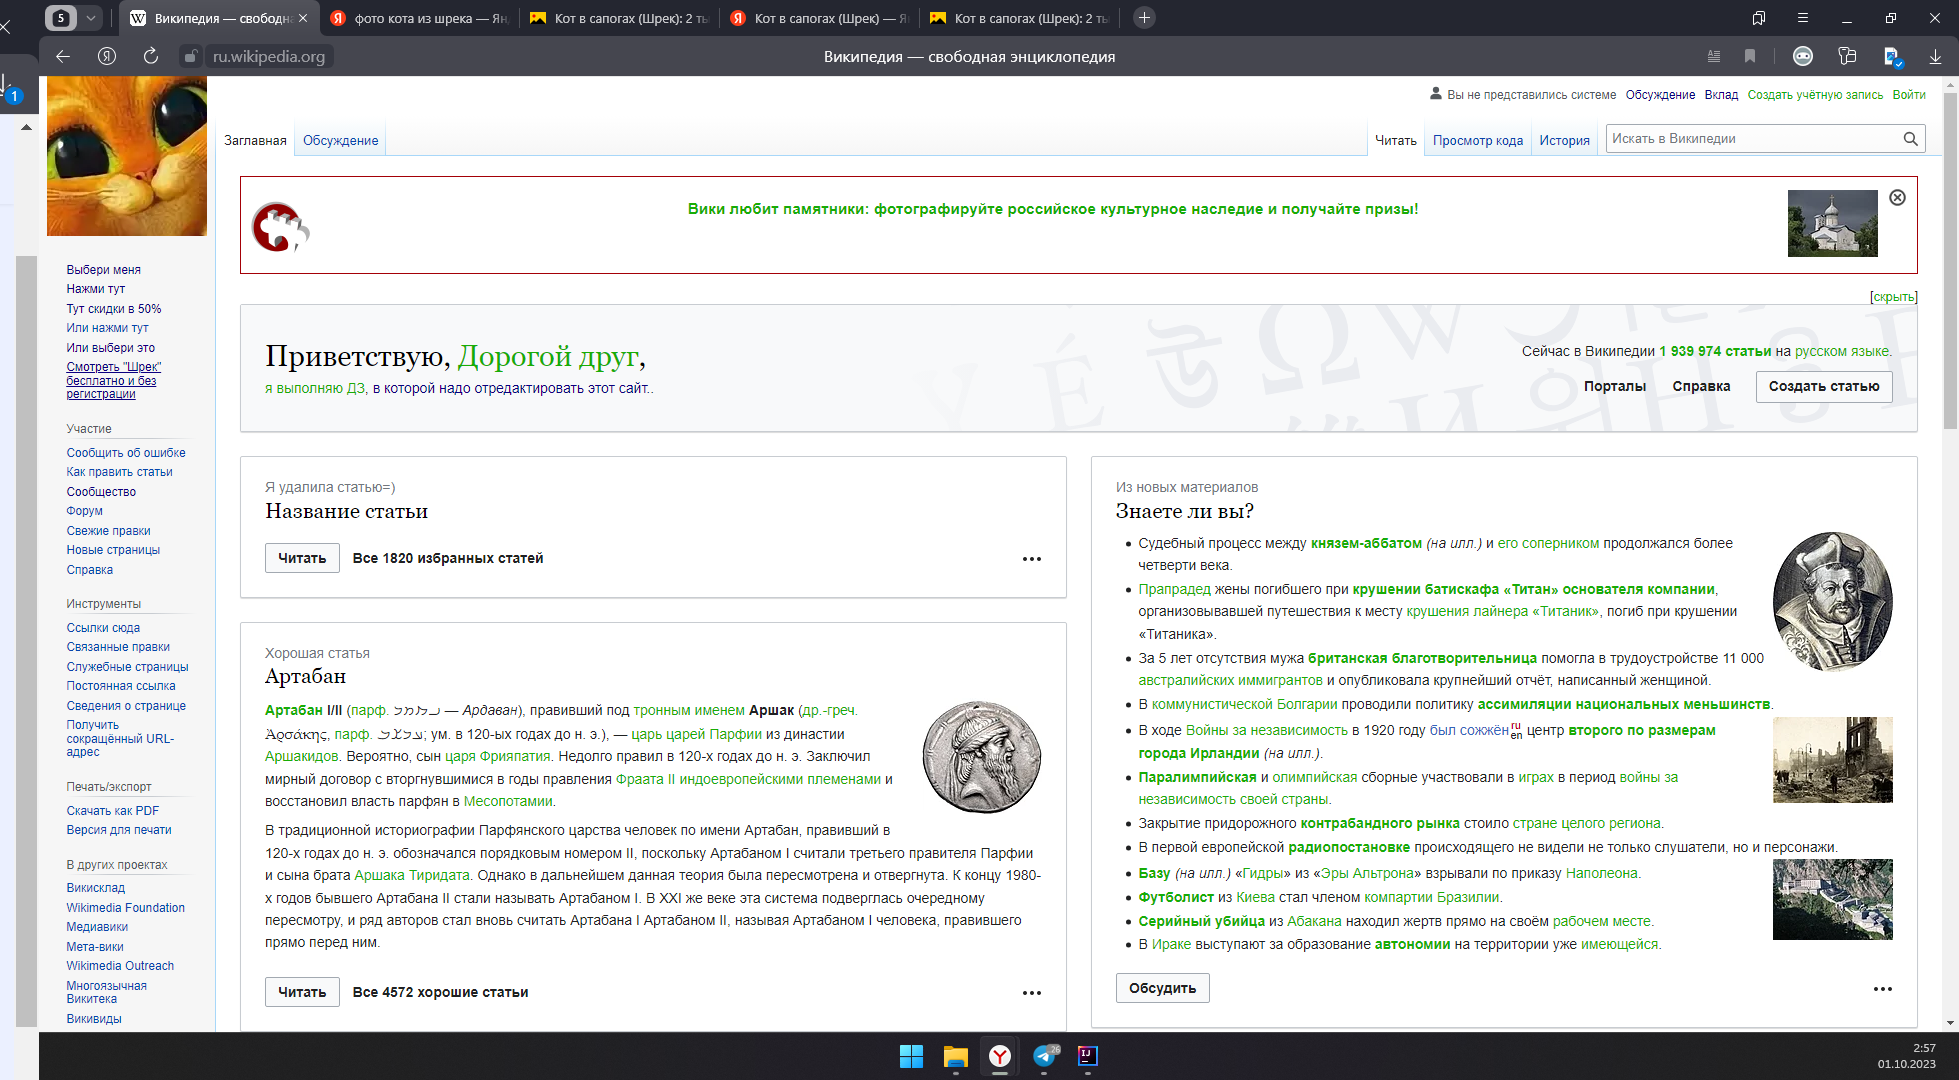 5
Википедия — свободн
фото кота из шрека — Ян
Кот в сапогах (Шрек): 2 ты
Кот в сапогах (Шрек) — Я
Кот в сапогах (Шрек): 2 ты
ru.wikipedia.org
Википедия — свободная энциклопедия
1
Вы не представились системе Обсуждение Вклад Создать учётную запись Войти
Заглавная Обсуждение
Читать Просмотр кода История Искать в Википедии
Вики любит памятники: фотографируйте российское культурное наследие и получайте призы!
[скрыть]
Выбери меня
Нажми тут
Тут скидки в 50%
Или нажми тут
Или выбери это
Смотреть "Шрек"
бесплатно и без
регистрации
Участие
Сообщить об ошибке
Как править статьи
Сообщество
Форум
Свежие правки
Новые страницы
Справка
Инструменты
Ссылки сюда
Связанные правки
Служебные страницы
Постоянная ссылка
Сведения о странице
Получить
сокращённый URL-
адрес
Печать/экспорт
Скачать как PDF
Версия для печати
В других проектах
Викисклад
Wikimedia Foundation
Медиавики
Мета-вики
Wikimedia Outreach
Многоязычная
Викитека
Викивиды
Приветствую, Дорогой друг,
я выполняю ДЗ, в которой надо отредактировать этот сайт..
Сейчас в Википедии 1 939 974 статьи на русском языке.
Порталы Справка Создать статью
Я удалила статью=)
Название статьи
Читать Все 1820 избранных статей
Хорошая статья
Артабан
Артабан I/II (парф. — Ардаван), правивший под тронным именем Аршак (др.-греч.
Ἀρσάκης, парф. ; ум. в 120-ых годах до н. э.), — царь царей Парфии из династии
Аршакидов. Вероятно, сын царя Фрияпатия. Недолго правил в 120-х годах до н. э. Заключил
мирный договор с вторгнувшимися в годы правления Фраата II индоевропейскими племенами и
восстановил власть парфян в Месопотамии.
В традиционной историографии Парфянского царства человек по имени Артабан, правивший в
120-х годах до н. э. обозначался порядковым номером II, поскольку Артабаном I считали третьего правителя Парфии
и сына брата Аршака Тиридата. Однако в дальнейшем данная теория была пересмотрена и отвергнута. К концу 1980-
х годов бывшего Артабана II стали называть Артабаном I. В XXI же веке эта система подверглась очередному
пересмотру, и ряд авторов стал вновь считать Артабана I Артабаном II, называя Артабаном I человека, правившего
прямо перед ним.
Читать Все 4572 хорошие статьи
Из новых материалов
Знаете ли вы?
Судебный процесс между князем-аббатом (на илл.) и его соперником продолжался более
четверти века.
Прапрадед жены погибшего при крушении батискафа «Титан» основателя компании,
организовывавшей путешествия к месту крушения лайнера «Титаник», погиб при крушении
«Титаника».
За 5 лет отсутствия мужа британская благотворительница помогла в трудоустройстве 11 000
австралийских иммигрантов и опубликовала крупнейший отчёт, написанный женщиной.
В коммунистической Болгарии проводили политику ассимиляции национальных меньшинств.
В ходе Войны за независимость в 1920 году был сожжён ru en центр второго по размерам
города Ирландии (на илл.).
Паралимпийская и олимпийская сборные участвовали в играх в период войны за
независимость своей страны.
Закрытие придорожного контрабандного рынка стоило стране целого региона.
В первой европейской радиопостановке происходящего не видели не только слушатели, но и персонажи.
Базу (на илл.) «Гидры» из «Эры Альтрона» взрывали по приказу Наполеона.
Футболист из Киева стал членом компартии Бразилии.
Серийный убийца из Абакана находил жертв прямо на своём рабочем месте.
В Ираке выступают за образование автономии на территории уже имеющейся.
Обсудить
26
2:57
01.10.2023